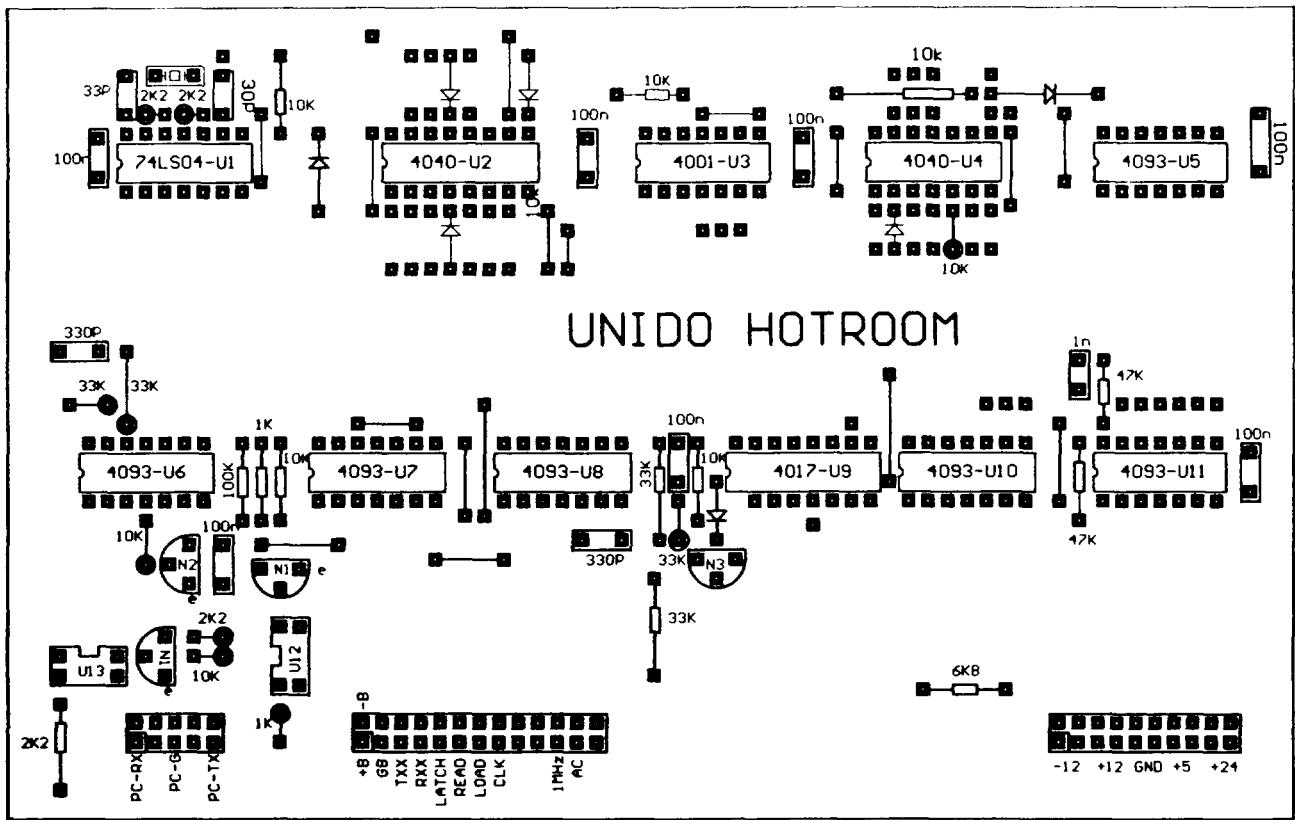 33P
2K2
2K2
30P
10K
10K
10k
100n
74LS04-U1
4040-U2
10K
100n
4001-U3
100n
4040-U4
10K
4093-U5
100n
UNIDO HOTROOM
330P
33K
33K
1n
47K
4093-U6
100K
1K
10K
4093-U7
4093-U8
33K
100n
10K
4017-U9
4093-U10
4093-U11
100n
47K
10K
N2
e
100n
N1
e
330P
33K
N3
33K
2K2
10K
U13
N1
e
U12
1K
6K8
2K2
PC-RX
PC-G
PC-TX
-B
+B
GB
TXX
RXX
LATCH
READ
LOAD
CLK
1MHz
AC
-12 +12 GND +5 +24